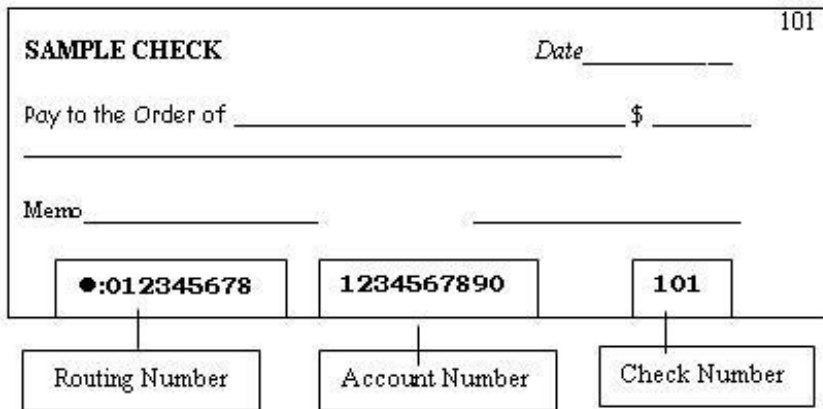 101
SAMPLE CHECK Date
Pay to the Order of $
Memo
●:012345678 1234567890 101
Routing Number Account Number Check Number